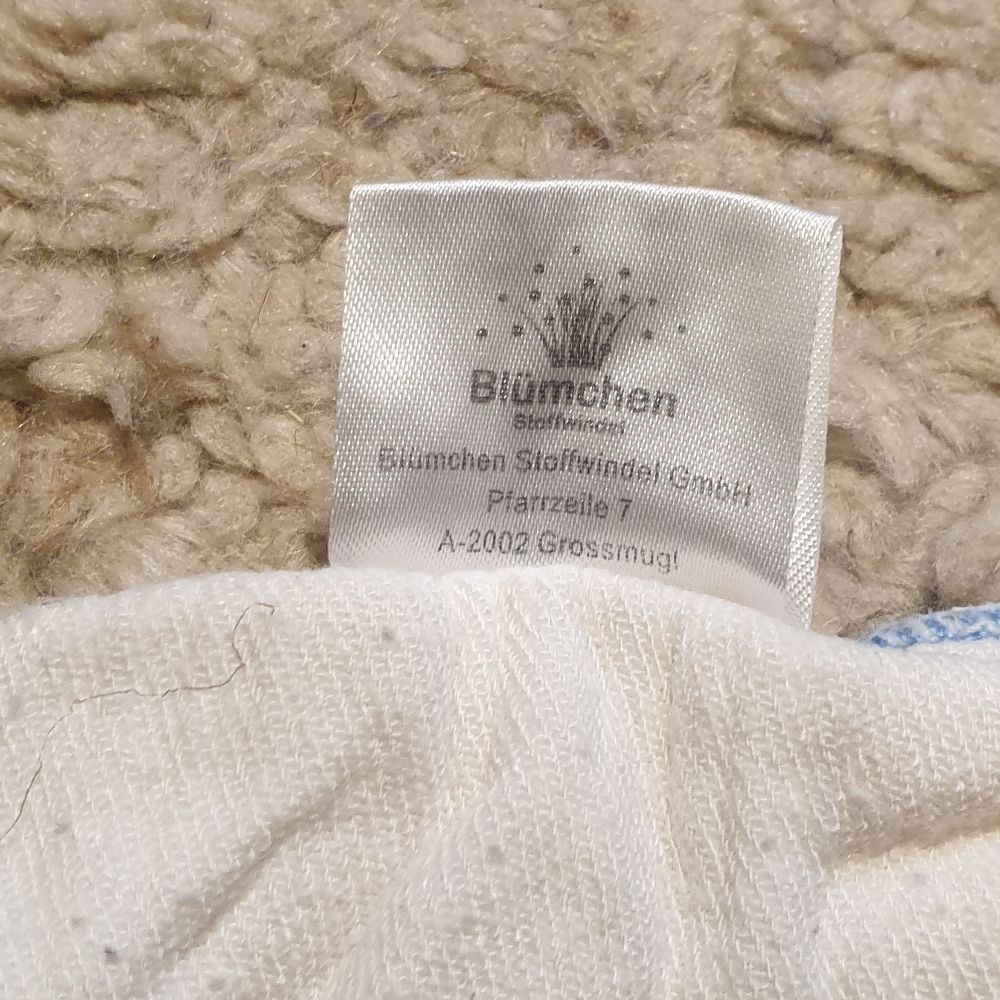 Blümchen
Stoffwindel
Blümchen Stoffwindel GmbH
Pfarrzeile 7
A-2002 Grossmugl